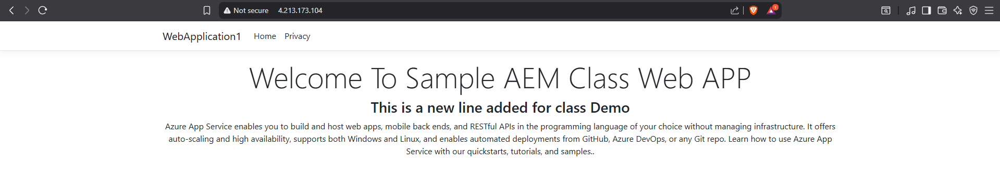 Not secure 4.213.173.104
1
WebApplication1 Home Privacy
Welcome To Sample AEM Class Web APP
This is a new line added for class Demo
Azure App Service enables you to build and host web apps, mobile back ends, and RESTful APIs in the programming language of your choice without managing infrastructure. It offers
auto-scaling and high availability, supports both Windows and Linux, and enables automated deployments from GitHub, Azure DevOps, or any Git repo. Learn how to use Azure App
Service with our quickstarts, tutorials, and samples..